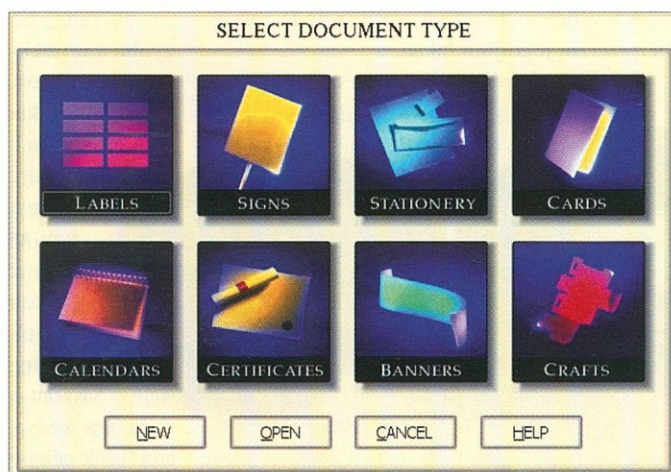 SELECT DOCUMENT TYPE
LABELS SIGNS STATIONERY CARDS
CALENDARS CERTIFICATES BANNERS CRAFTS
NEW OPEN CANCEL HELP